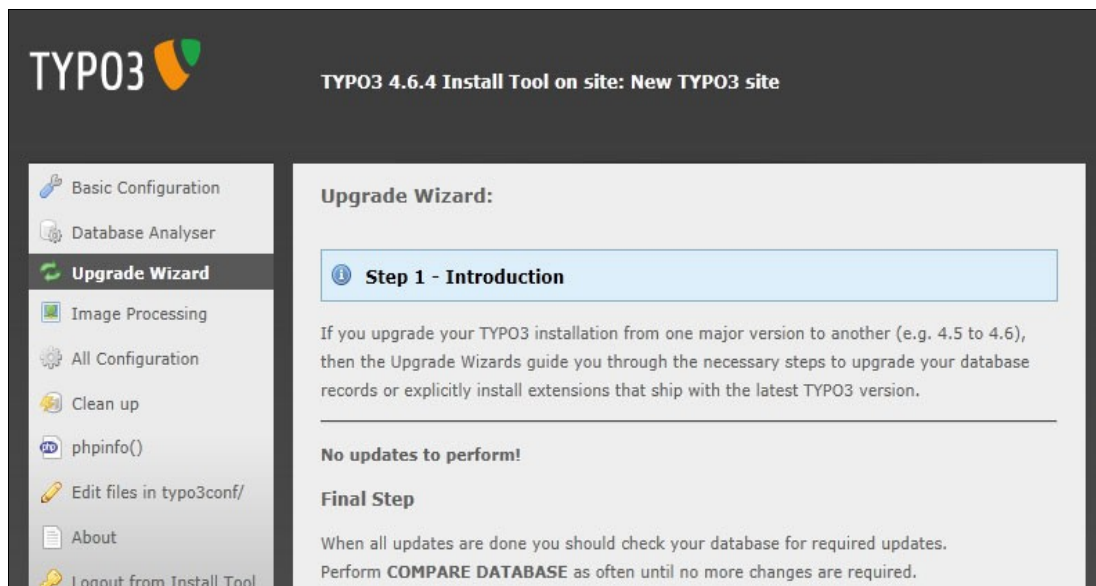 TYPO3
TYPO3 4.6.4 Install Tool on site: New TYPO3 site
Basic Configuration
Database Analyser
Upgrade Wizard
Image Processing
All Configuration
Clean up
phpinfo()
Edit files in typo3conf/
About
Logout from Install Tool
Upgrade Wizard:
Step 1 - Introduction
If you upgrade your TYPO3 installation from one major version to another (e.g. 4.5 to 4.6),
then the Upgrade Wizards guide you through the necessary steps to upgrade your database
records or explicitly install extensions that ship with the latest TYPO3 version.
No updates to perform!
Final Step
When all updates are done you should check your database for required updates.
Perform COMPARE DATABASE as often until no more changes are required.